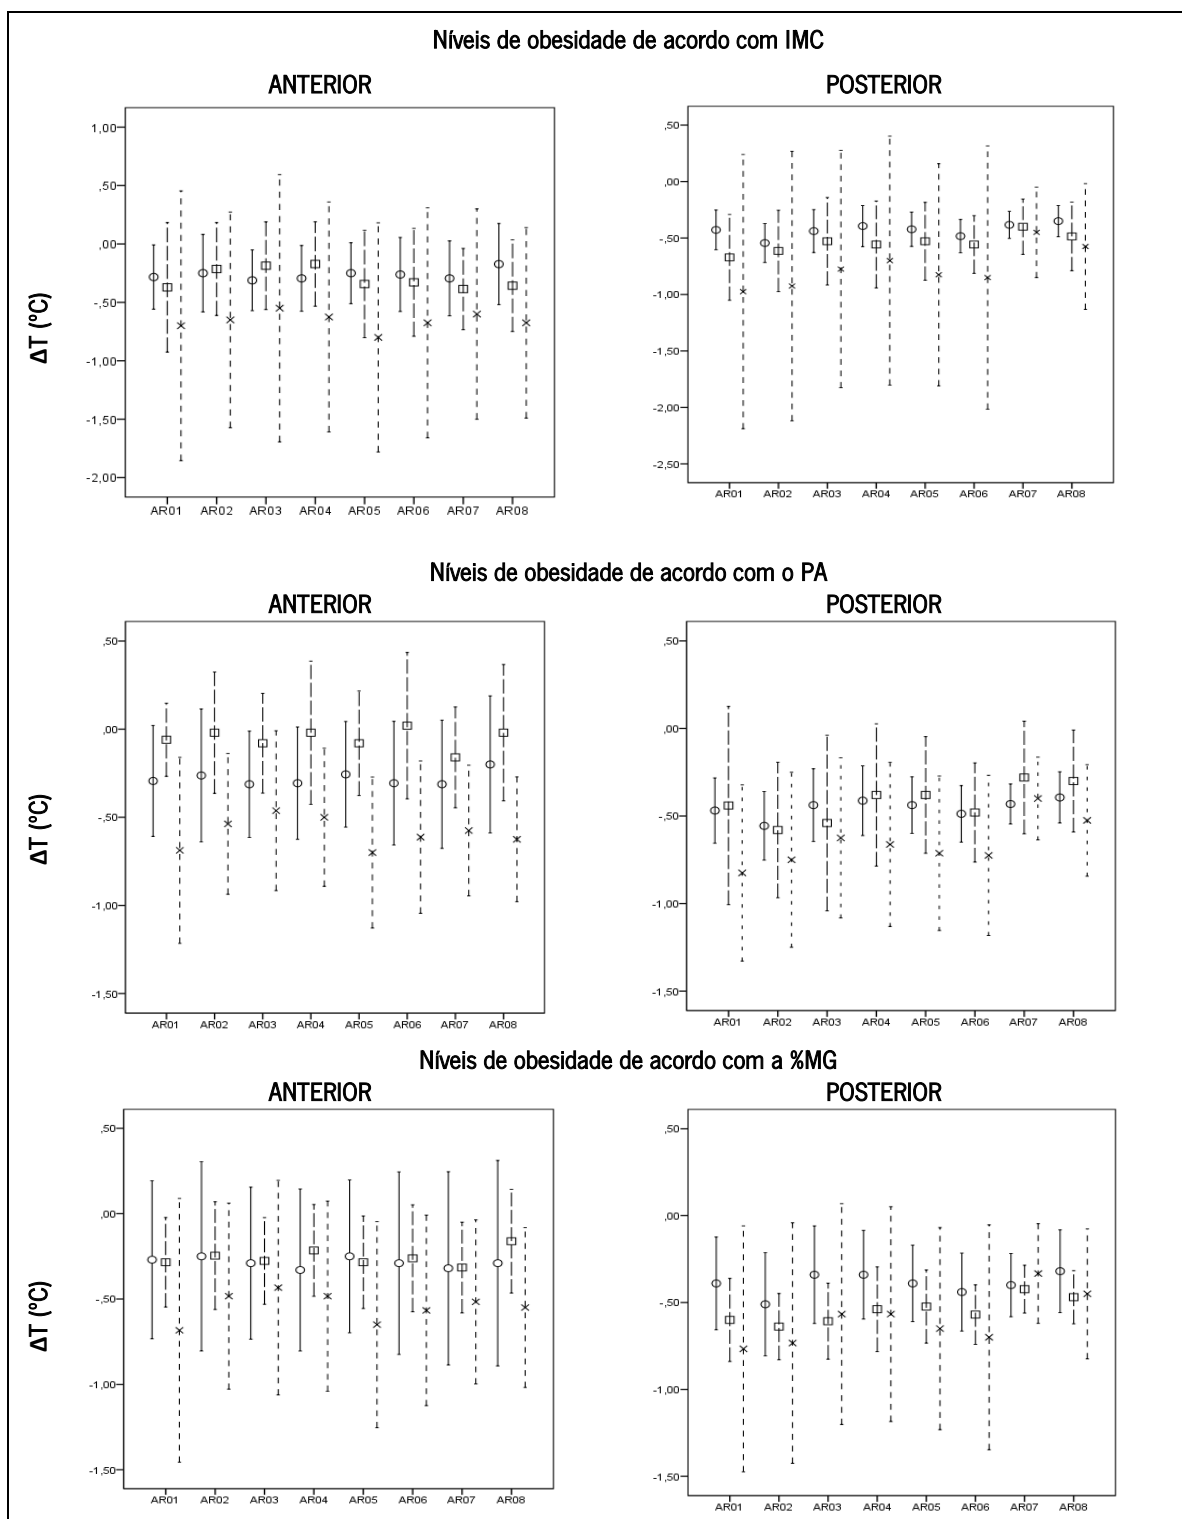 Níveis de obesidade de acordo com IMC
ANTERIOR
POSTERIOR
ΔT (ºC)
1,00
,50
,00
-,50
-1,00
-1,50
-2,00
AR01 AR02 AR03 AR04 AR05 AR06 AR07 AR08
,50
,00
-,50
-1,00
-1,50
-2,00
-2,50
AR01 AR02 AR03 AR04 AR05 AR06 AR07 AR08
Níveis de obesidade de acordo com o PA
ANTERIOR
POSTERIOR
ΔT (ºC)
,50
,00
-,50
-1,00
-1,50
AR01 AR02 AR03 AR04 AR05 AR06 AR07 AR08
,50
,00
-,50
-1,00
-1,50
AR01 AR02 AR03 AR04 AR05 AR06 AR07 AR08
Níveis de obesidade de acordo com a %MG
ANTERIOR
POSTERIOR
ΔT (ºC)
,50
,00
-,50
-1,00
-1,50
AR01 AR02 AR03 AR04 AR05 AR06 AR07 AR08
,50
,00
-,50
-1,00
-1,50
AR01 AR02 AR03 AR04 AR05 AR06 AR07 AR08